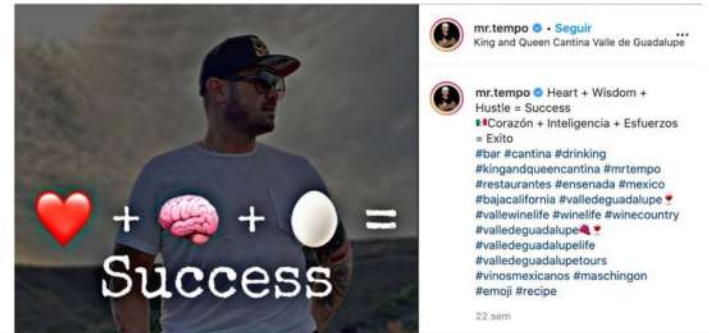 ❤️ + 🧠 + 🥚 =
Success
mr.tempo • Seguir
King and Queen Cantina Valle de Guadalupe
...
mr.tempo Heart + Wisdom +
Hustle = Success
🇲🇽Corazón + Inteligencia + Esfuerzos
= Exito
#bar #cantina #drinking
#kingandqueencantina #mrtempo
#restaurantes #ensenada #mexico
#bajacalifornia #valledeguadalupe🍷
#vallewinelife #winelife #winecountry
#valledeguadalupe🍇🍷
#valledeguadalupelife
#valledeguadalupetours
#vinosmexicanos #maschingon
#emoji #recipe
22 sem